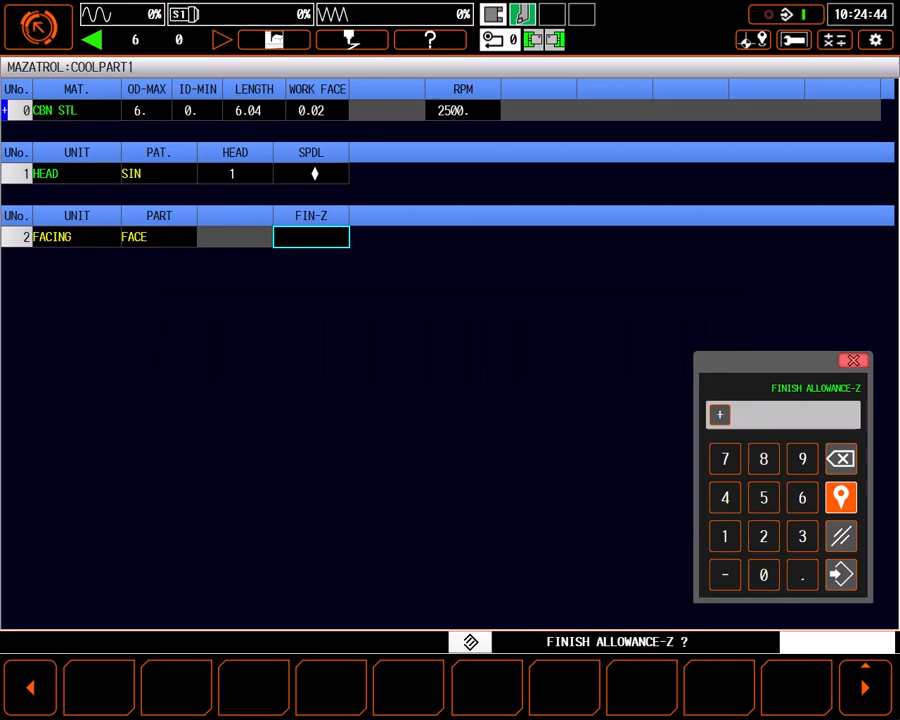 0% S1 0% 0% 10:24:44
6 0 ? 0
MAZATROL:COOLPART1
UNo. MAT. OD-MAX ID-MIN LENGTH WORK FACE RPM
+ 0 CBN STL 6. 0. 6.04 0.02 2500.
UNo. UNIT PAT. HEAD SPDL
1 HEAD SIN 1 ♦
UNo. UNIT PART FIN-Z
2 FACING FACE
FINISH ALLOWANCE-Z
+
7 8 9
4 5 6
1 2 3
- 0 .
FINISH ALLOWANCE-Z ?